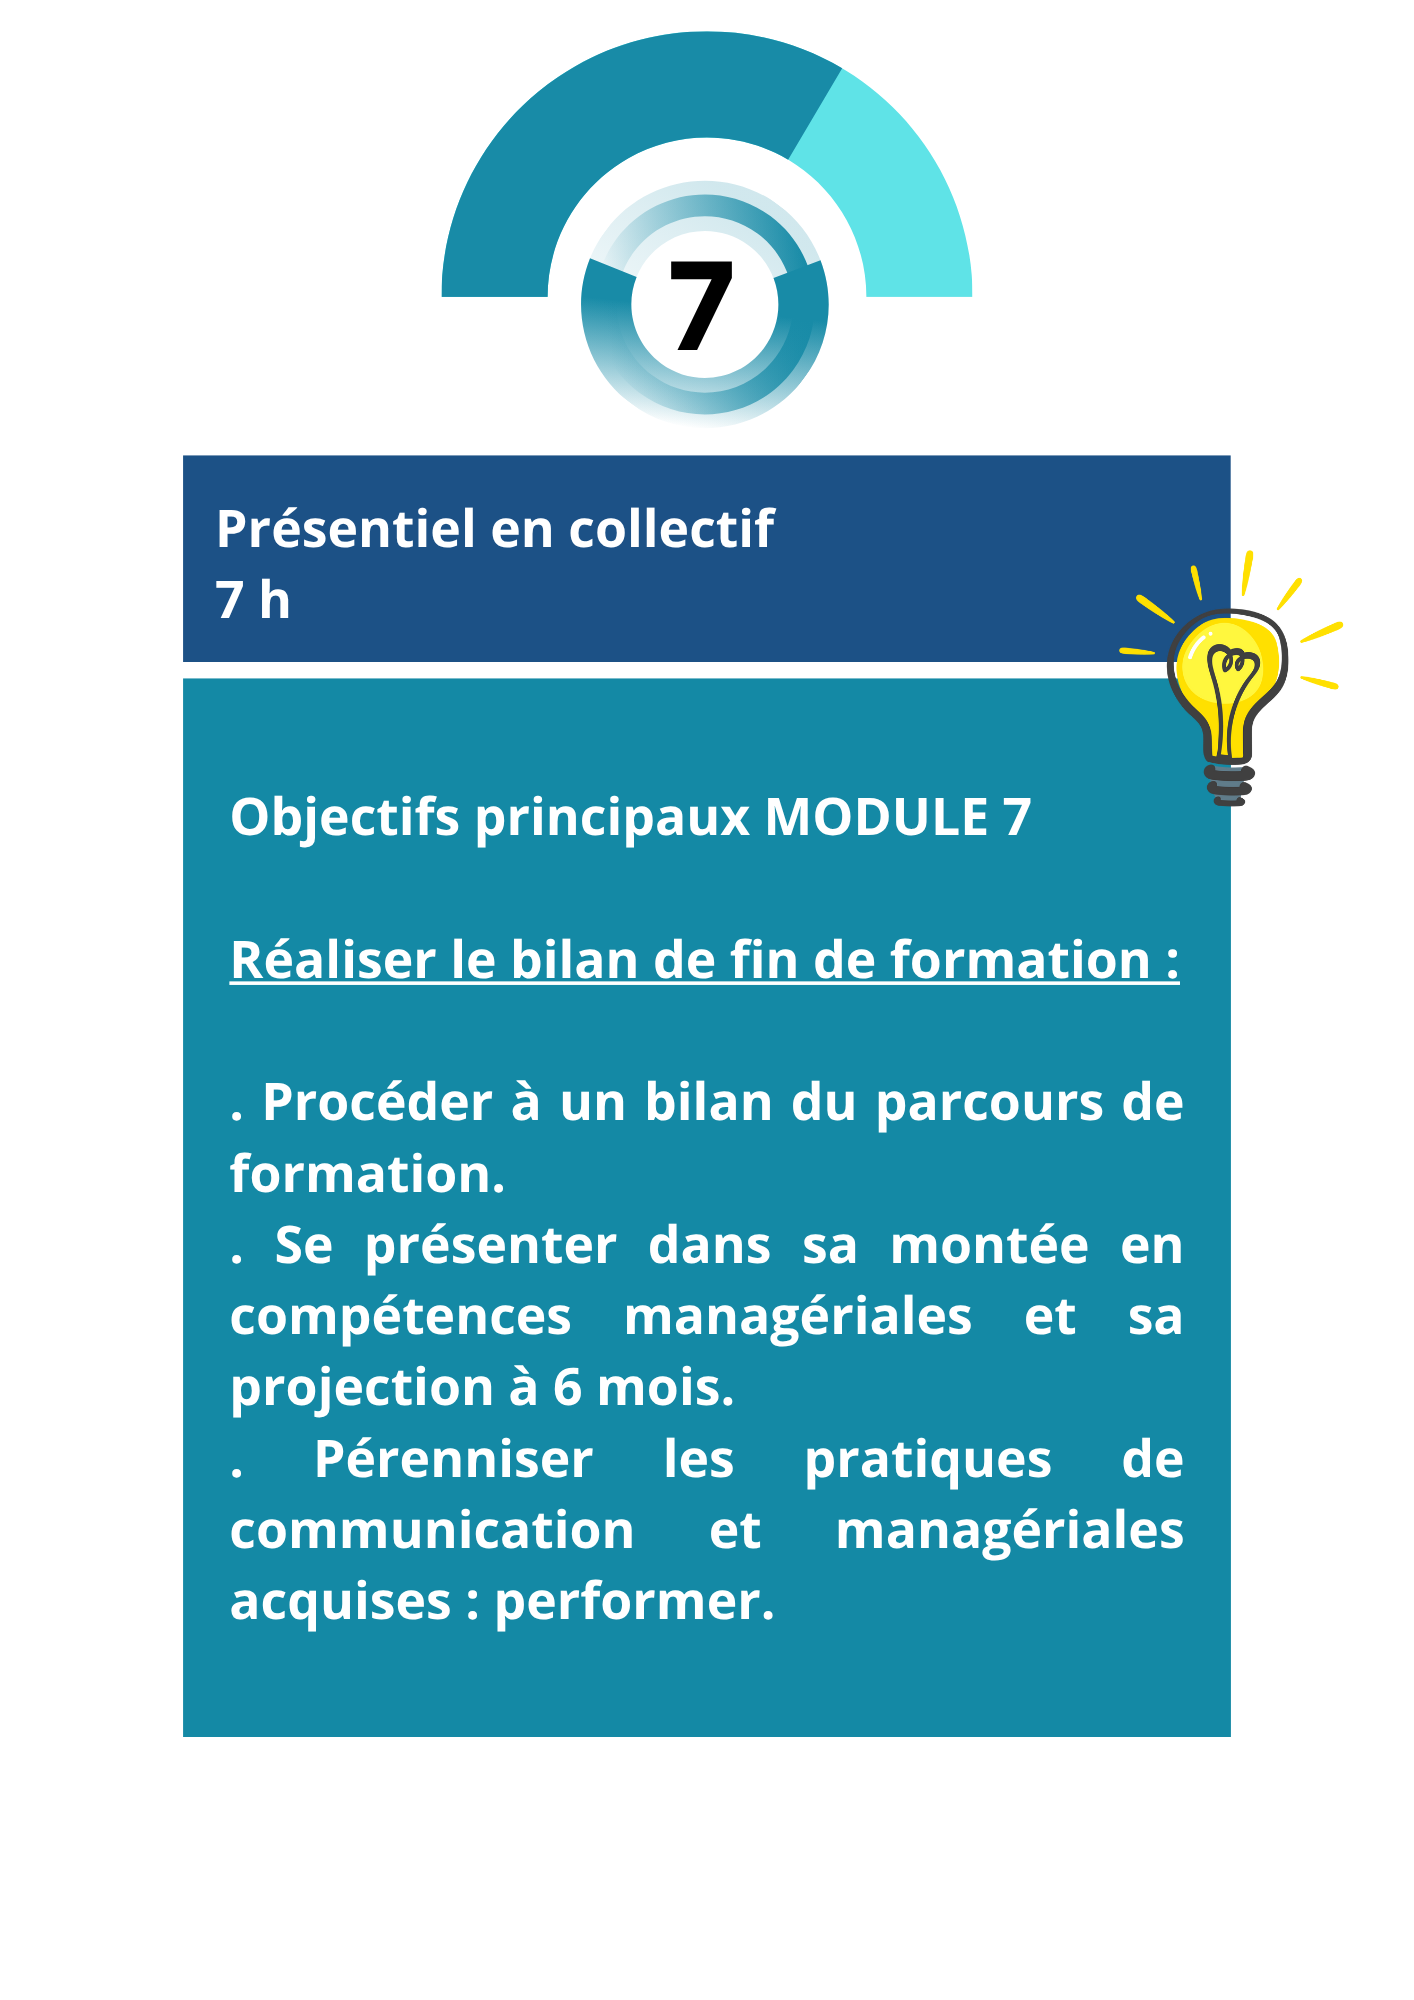 7
Présentiel en collectif
7 h
Objectifs principaux MODULE 7
Réaliser le bilan de fin de formation :
. Procéder à un bilan du parcours de
formation.
. Se présenter dans sa montée en
compétences managériales et sa
projection à 6 mois.
. Pérenniser les pratiques de
communication et managériales
acquises : performer.